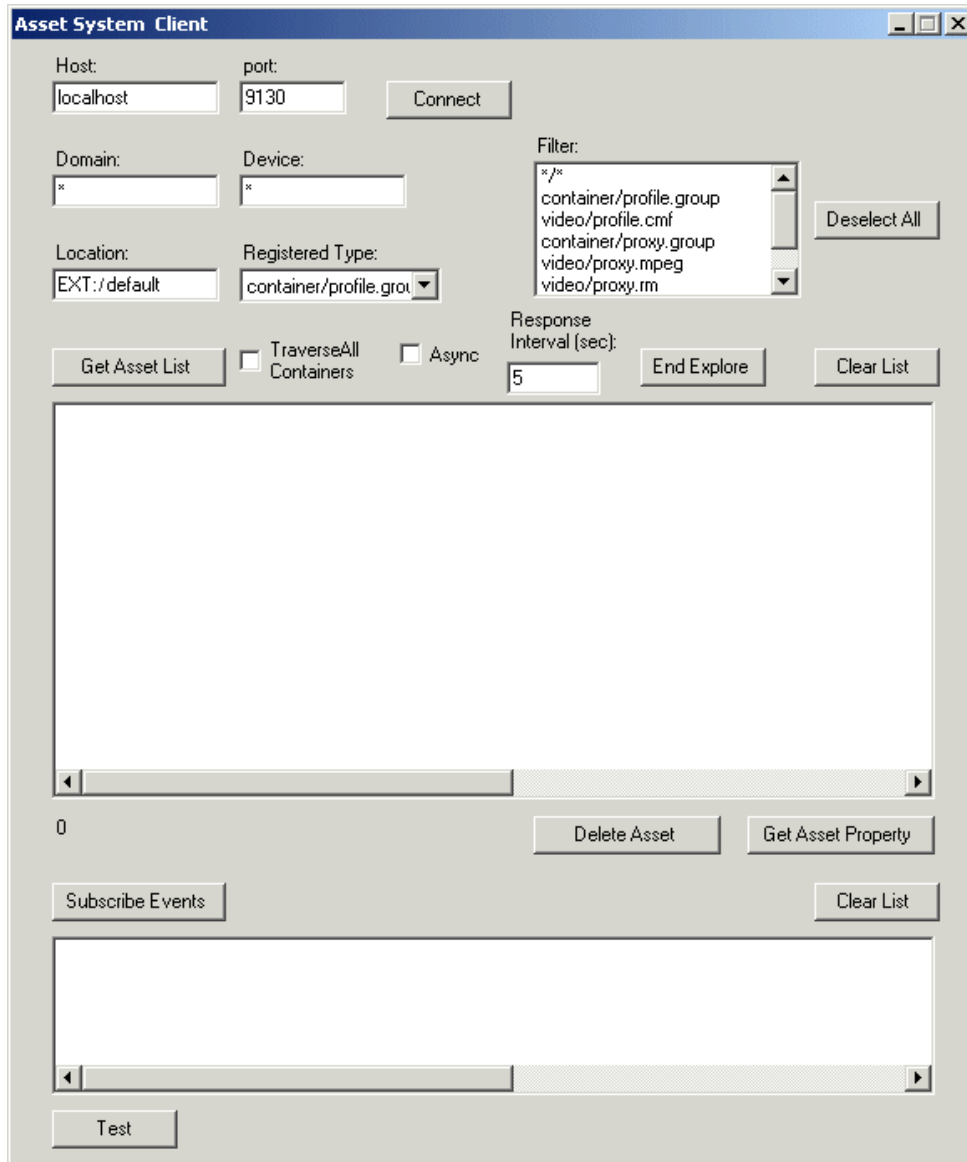 Asset System Client
Host:
port:
localhost
9130
Connect
Domain:
Device:
Filter:
*
*
*/*
container/profile.group
video/profile.cmf
container/proxy.group
video/proxy.mpeg
video/proxy.rm
Deselect All
Location:
Registered Type:
EXT:/default
container/profile.grou
Get Asset List
TraverseAll
Containers
Async
Response
Interval (sec):
5
End Explore
Clear List
0
Delete Asset
Get Asset Property
Subscribe Events
Clear List
Test